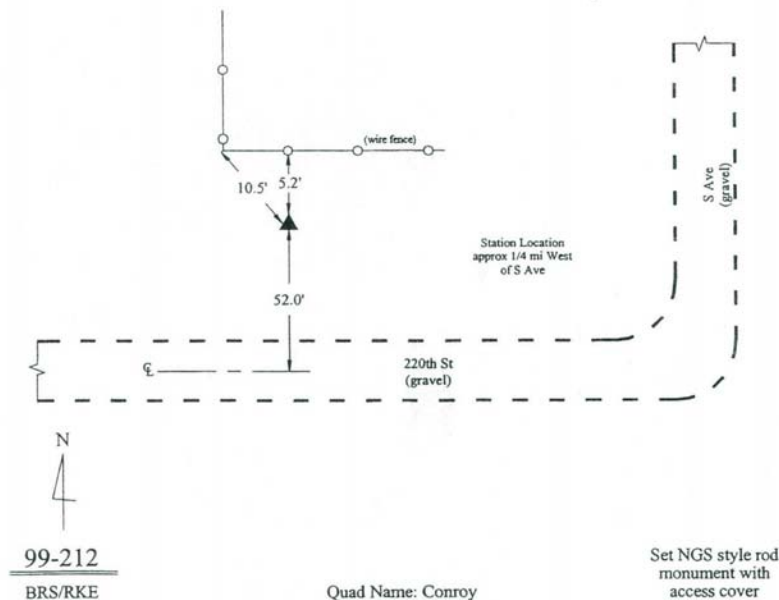 (wire fence)
10.5'
5.2'
S Ave
(gravel)
Station Location
approx 1/4 mi West
of S Ave
52.0'
℄
220th St
(gravel)
N
99-212
BRS/RKE
Quad Name: Conroy
Set NGS style rod
monument with
access cover